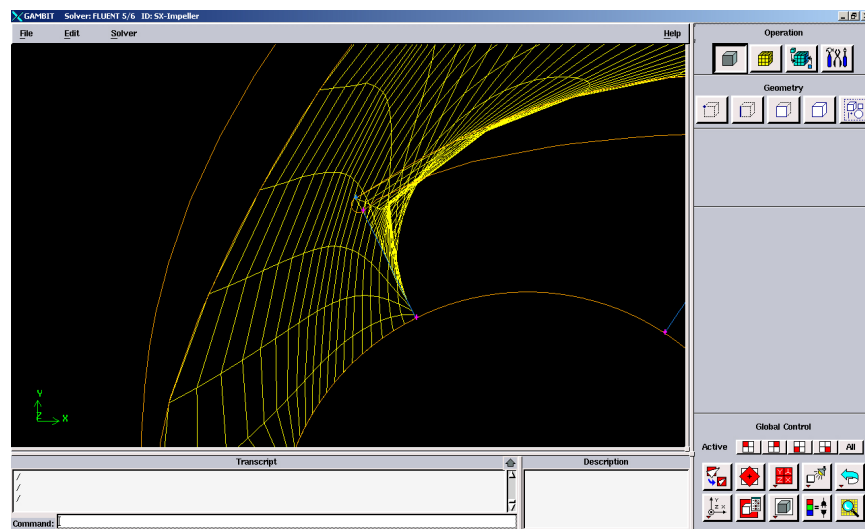 GAMBIT Solver: FLUENT 5/6 ID: SX-Impeller
File Edit Solver Help
Operation
Geometry
Y
Z X
Global Control
Active All
Transcript Description
/
/
/
Command: